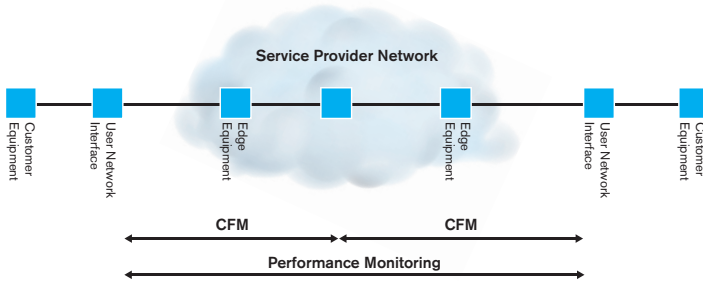 Service Provider Network
Customer
Equipment
User Network
Interface
Edge
Equipment
Edge
Equipment
User Network
Interface
Customer
Equipment
CFM
CFM
Performance Monitoring